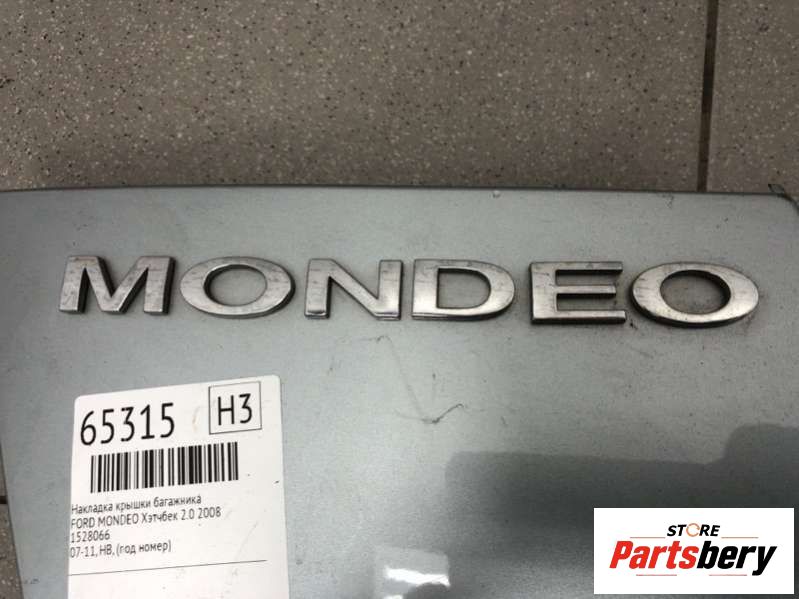 MONDEO
65315 H3
Накладка крышки багажника
FORD MONDEO Хэтчбек 2.0 2008
1528066
07-11, HB, (год номер)
STORE
Partsbery